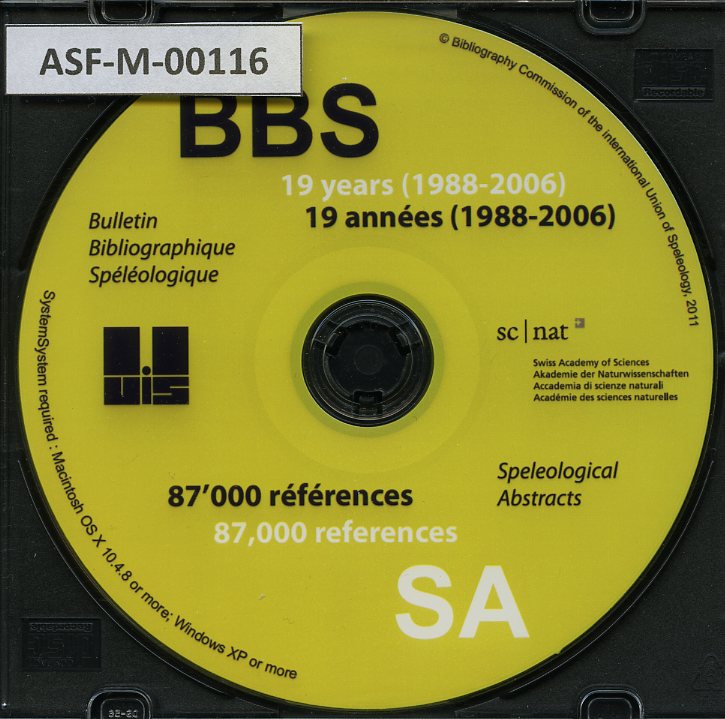 ASF-M-00116
© Bibliography Commission of the international Union of Speleology, 2011
BBS
19 years (1988-2006)
19 années (1988-2006)
Bulletin
Bibliographique
Spéléologique
uis
sc | nat
Swiss Academy of Sciences
Akademie der Naturwissenschaften
Accademia di scienze naturali
Académie des sciences naturelles
87'000 références
87,000 references
Speleological
Abstracts
SA
SystemSystem required : Macintosh OS X 10.4.8 or more; Windows XP or more
Recordable